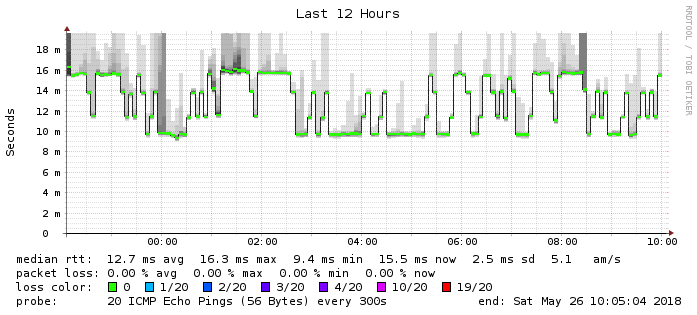 Last 12 Hours
RRDTOOL / TOBI OETIKER
Seconds
18 m
16 m
14 m
12 m
10 m
8 m
6 m
4 m
2 m
0
00:00 02:00 04:00 06:00 08:00 10:00
median rtt: 12.7 ms avg 16.3 ms max 9.4 ms min 15.5 ms now 2.5 ms sd 5.1 am/s
packet loss: 0.00 % avg 0.00 % max 0.00 % min 0.00 % now
loss color: 0 1/20 2/20 3/20 4/20 10/20 19/20
probe: 20 ICMP Echo Pings (56 Bytes) every 300s end: Sat May 26 10:05:04 2018